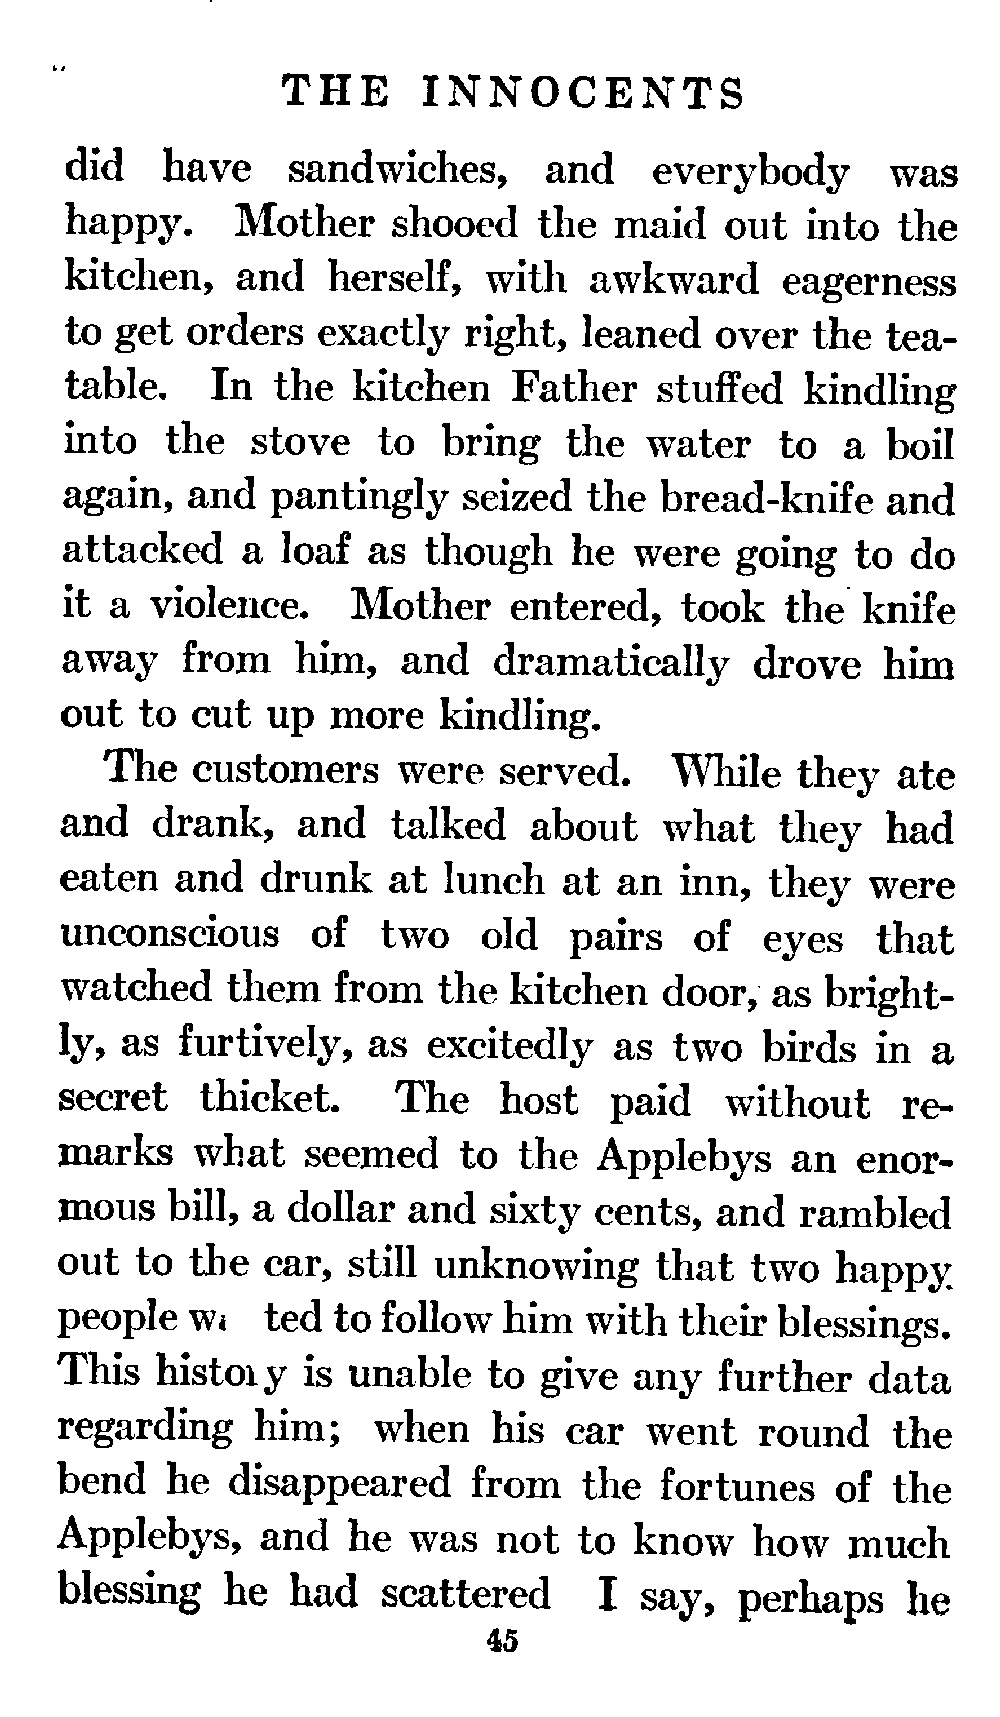 THE INNOCENTS
did have sandwiches, and everybody was
happy. Mother shooed the maid out into the
kitchen, and herself, with awkward eagerness
to get orders exactly right, leaned over the tea-
table. In the kitchen Father stuffed kindling
into the stove to bring the water to a boil
again, and pantingly seized the bread-knife and
attacked a loaf as though he were going to do
it a violence. Mother entered, took the knife
away from him, and dramatically drove him
out to cut up more kindling.
The customers were served. While they ate
and drank, and talked about what they had
eaten and drunk at lunch at an inn, they were
unconscious of two old pairs of eyes that
watched them from the kitchen door, as bright-
ly, as furtively, as excitedly as two birds in a
secret thicket. The host paid without re-
marks what seemed to the Applebys an enor-
mous bill, a dollar and sixty cents, and rambled
out to the car, still unknowing that two happy
people to follow him with their blessings.
This history is unable to give any further data
regarding him; when his car went round the
bend he disappeared from the fortunes of the
Applebys, and he was not to know how much
blessing he had scattered I say, perhaps he
45